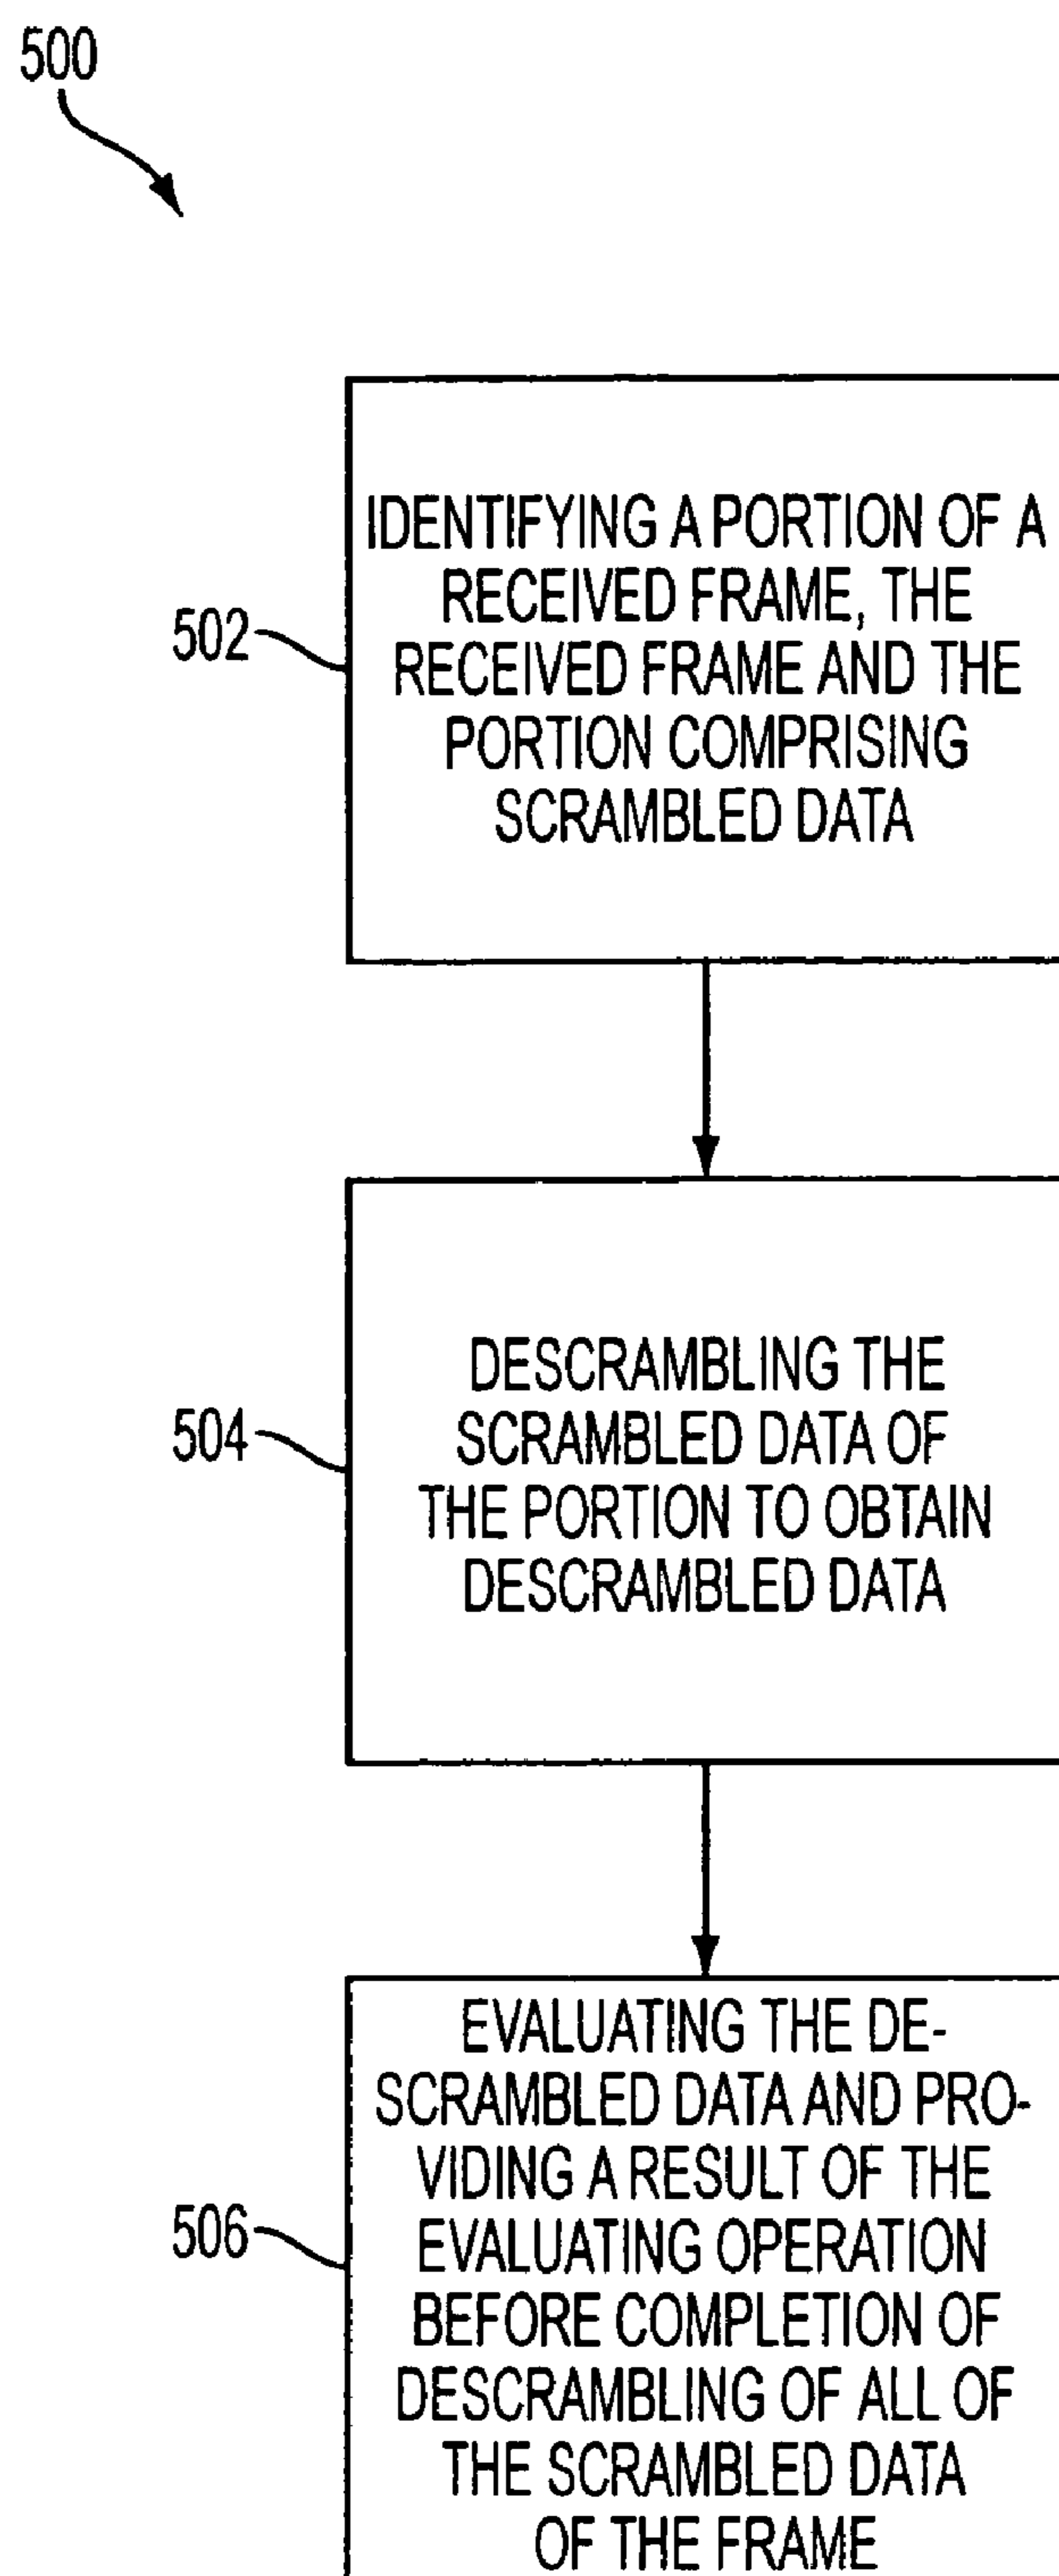 500
502
IDENTIFYING A PORTION OF A
RECEIVED FRAME, THE
RECEIVED FRAME AND THE
PORTION COMPRISING
SCRAMBLED DATA
504
DESCRAMBLING THE
SCRAMBLED DATA OF
THE PORTION TO OBTAIN
DESCRAMBLED DATA
506
EVALUATING THE DE-
SCRAMBLED DATA AND PRO-
VIDING A RESULT OF THE
EVALUATING OPERATION
BEFORE COMPLETION OF
DESCRAMBLING OF ALL OF
THE SCRAMBLED DATA
OF THE FRAME